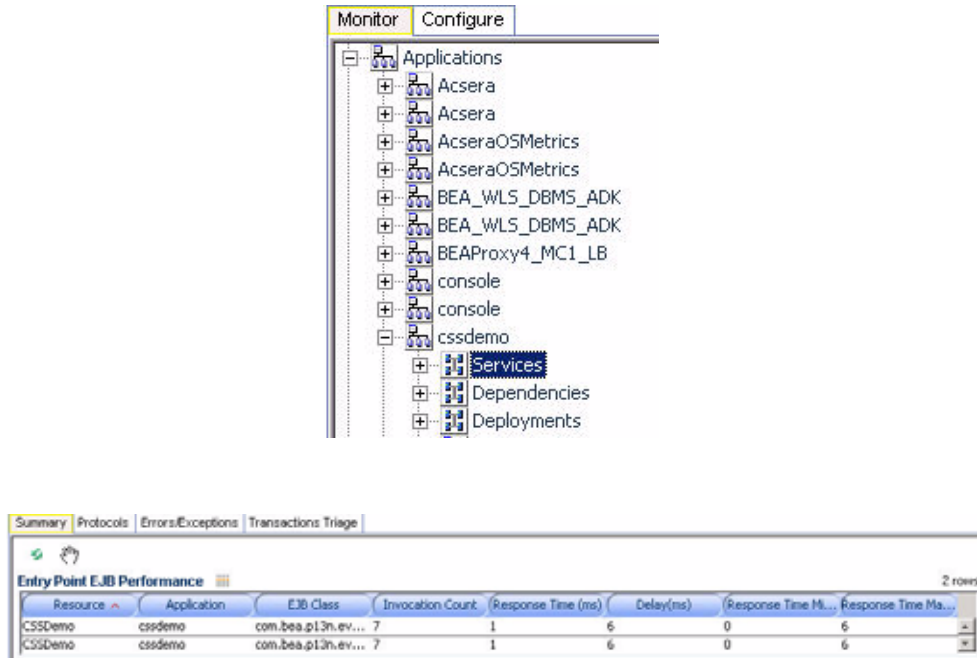 Monitor Configure
Applications
Acsera
Acsera
AcseraOSMetrics
AcseraOSMetrics
BEA_WLS_DBMS_ADK
BEA_WLS_DBMS_ADK
BEAProxy4_MC1_LB
console
console
cssdemo
Services
Dependencies
Deployments
Summary Protocols Errors/Exceptions Transactions Triage
Entry Point EJB Performance 2 rows
Resource Application EJB Class Invocation Count Response Time (ms) Delay(ms) Response Time Mi... Response Time Ma...
CSSDemo cssdemo com.bea.p13n.ev... 7 1 6 0 6
CSSDemo cssdemo com.bea.p13n.ev... 7 1 6 0 6